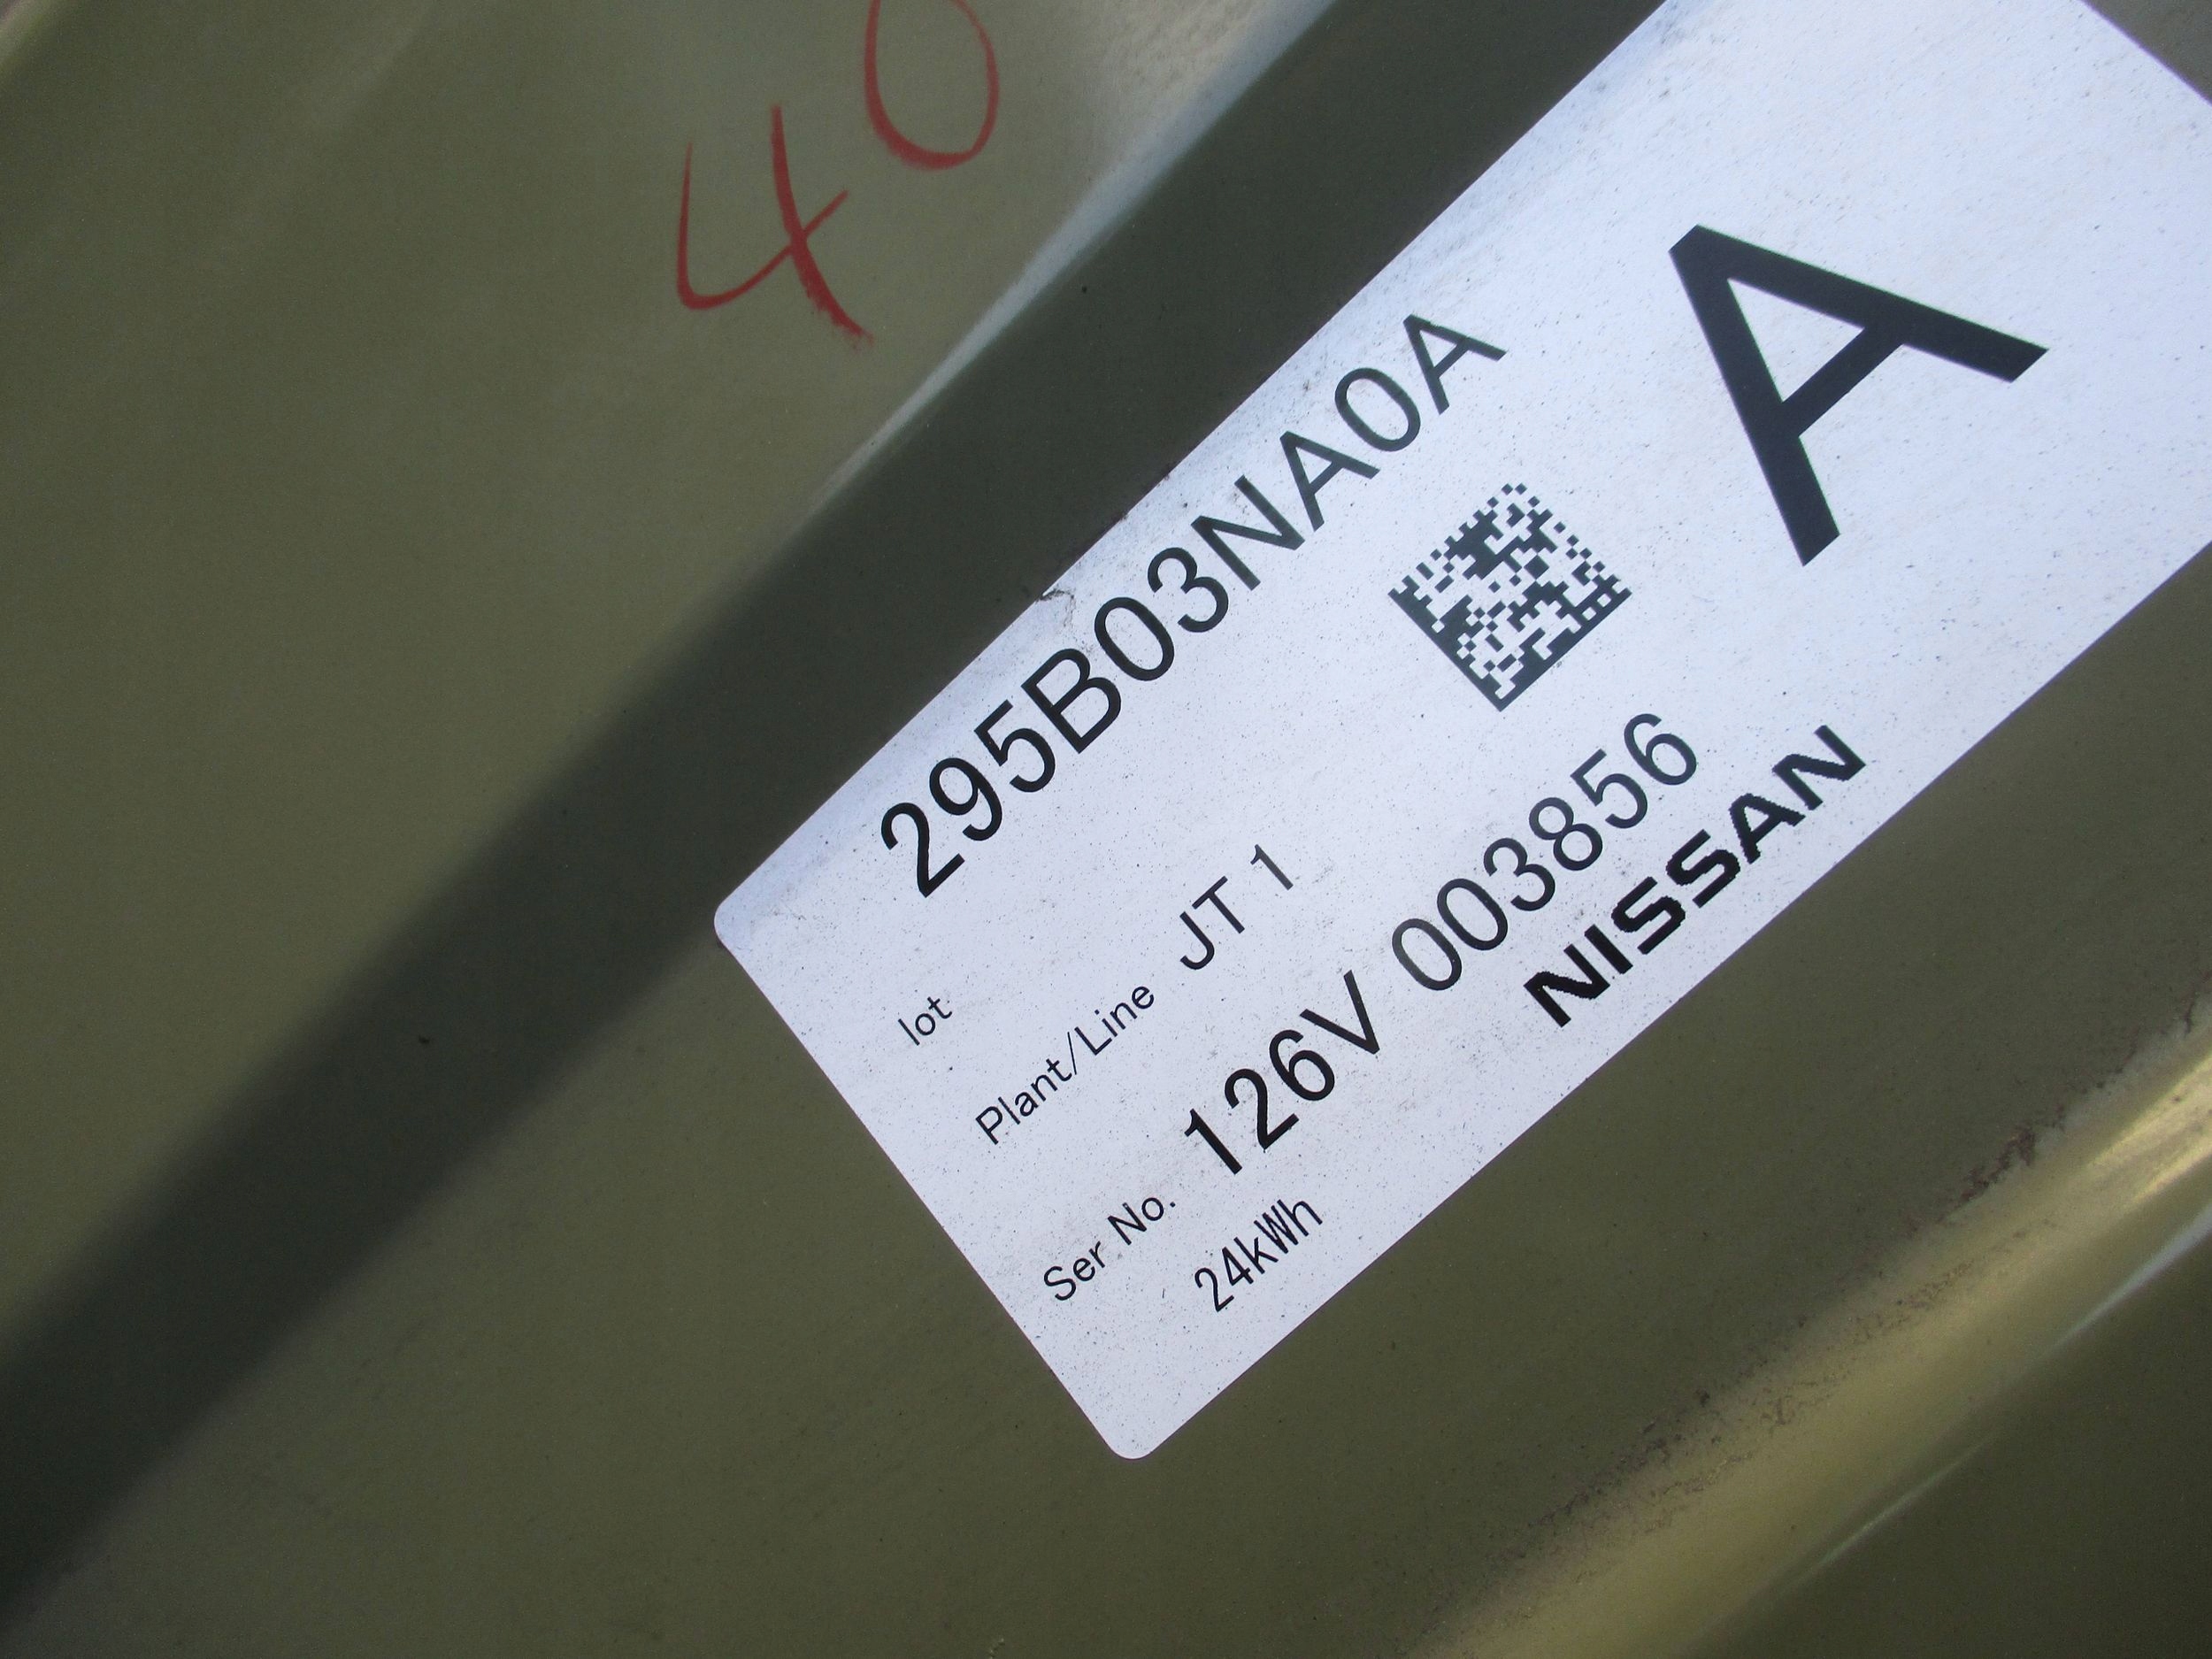 40
295B03NA0A
A
lot
Plant/Line JT 1
Ser No. 126V 003856
24kWh
NISSAN